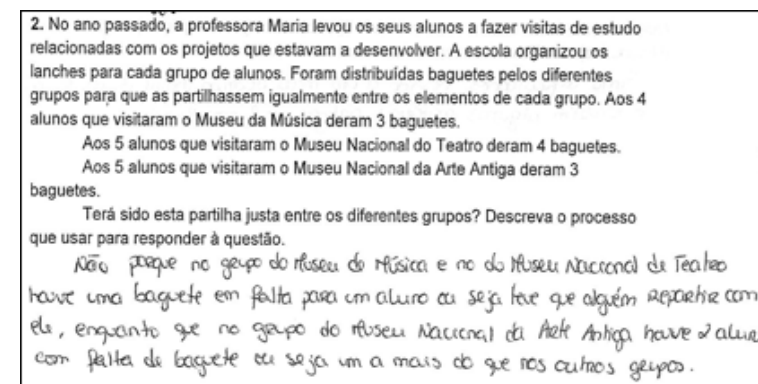 2. No ano passado, a professora Maria levou os seus alunos a fazer visitas de estudo
relacionadas com os projetos que estavam a desenvolver. A escola organizou os
lanches para cada grupo de alunos. Foram distribuídas baguetes pelos diferentes
grupos para que as partilhassem igualmente entre os elementos de cada grupo. Aos 4
alunos que visitaram o Museu da Música deram 3 baguetes.
Aos 5 alunos que visitaram o Museu Nacional do Teatro deram 4 baguetes.
Aos 5 alunos que visitaram o Museu Nacional da Arte Antiga deram 3
baguetes.
Terá sido esta partilha justa entre os diferentes grupos? Descreva o processo
que usar para responder à questão.
Não porque no grupo do Museu da Música e no do Museu Nacional de Teatro
houve uma baguete em falta para um aluno ou seja teve que alguém repartir com
ele, enquanto que no grupo do Museu Nacional da Arte Antiga houve 2 alun
com falta de baguete ou seja um a mais do que nos outros grupos.